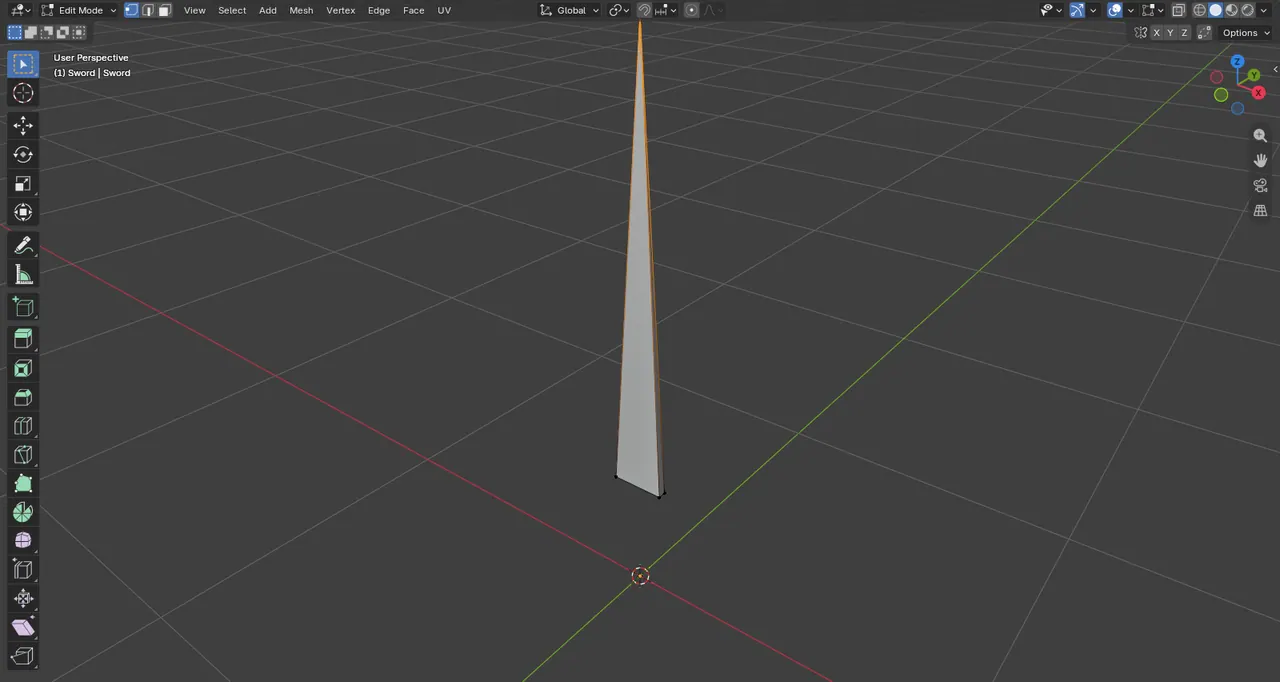 Edit Mode View Select Add Mesh Vertex Edge Face UV Global
X Y Z Options
User Perspective
(1) Sword | Sword
Z
Y
X